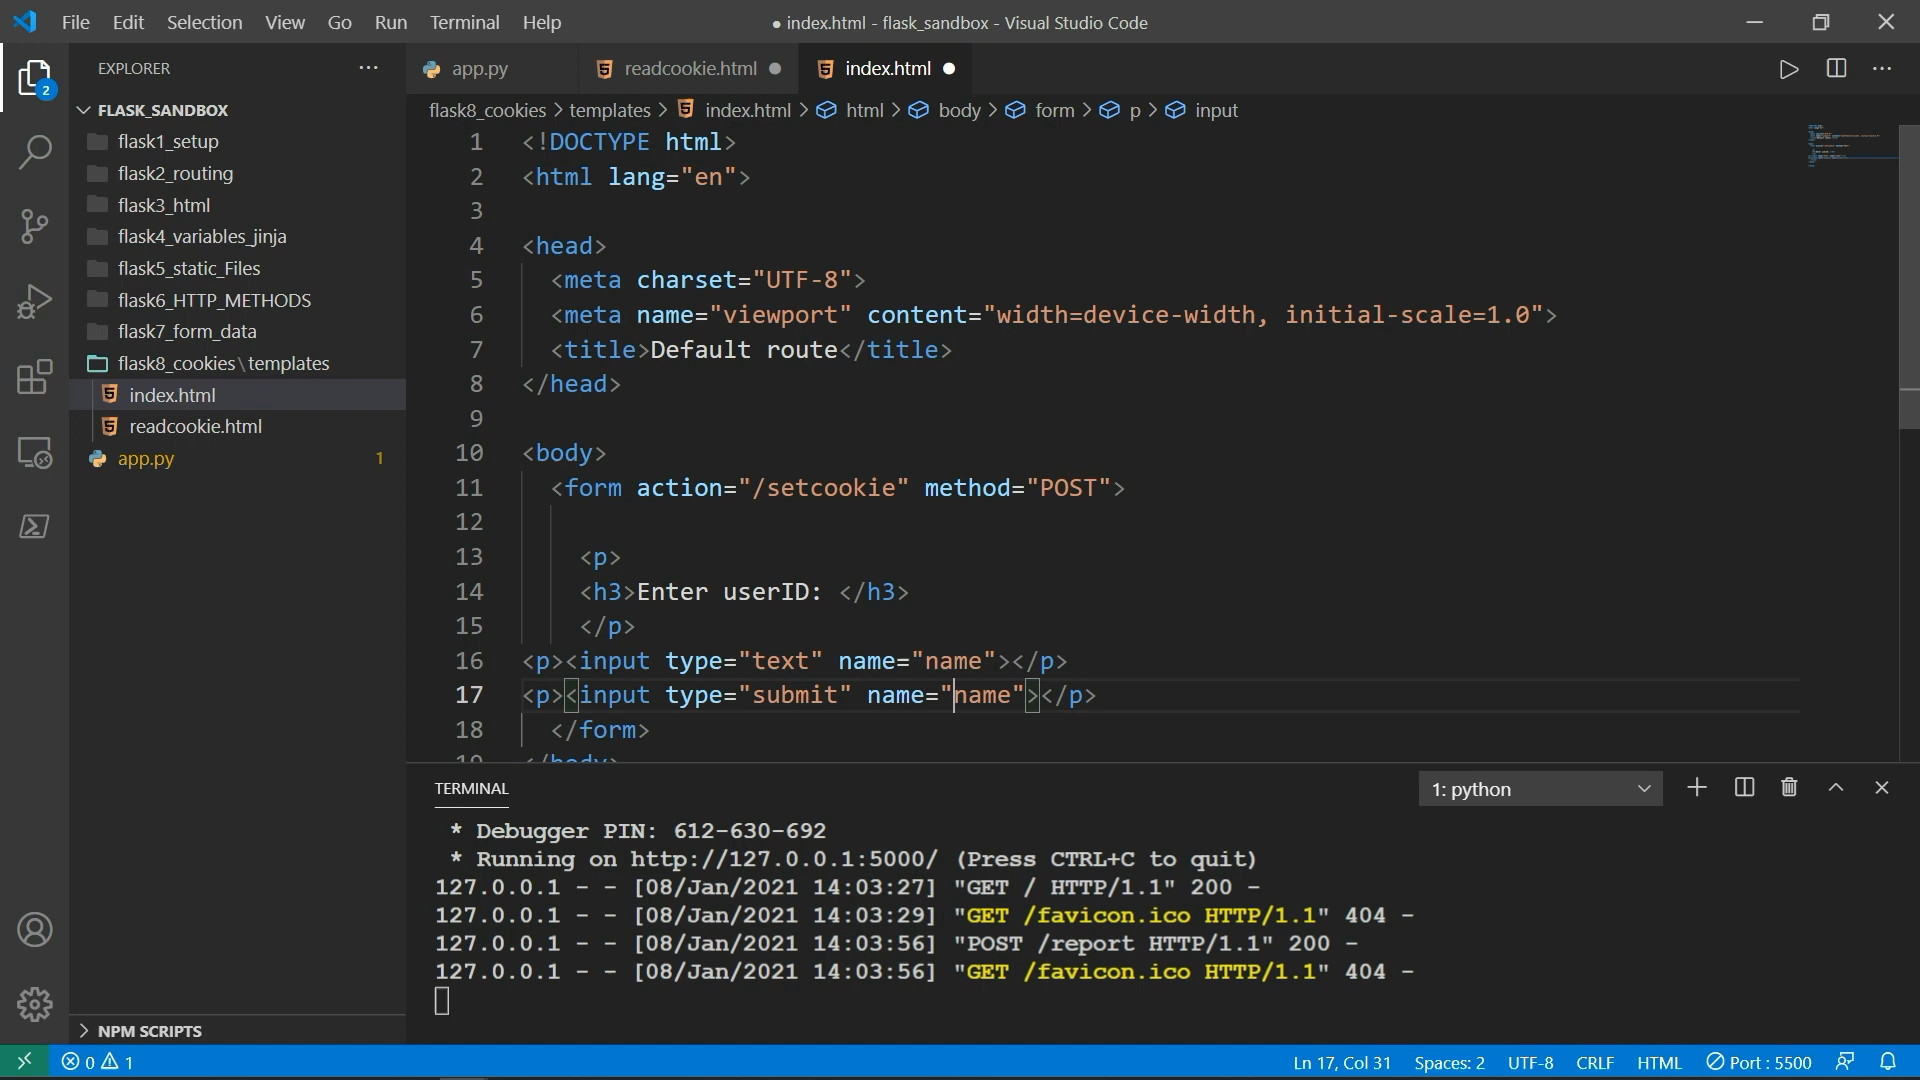 File Edit Selection View Go Run Terminal Help
● index.html - flask_sandbox - Visual Studio Code
EXPLORER
app.py
readcookie.html
index.html
2
FLASK_SANDBOX
flask1_setup
flask2_routing
flask3_html
flask4_variables_jinja
flask5_static_Files
flask6_HTTP_METHODS
flask7_form_data
flask8_cookies\templates
index.html
readcookie.html
app.py 1
NPM SCRIPTS
flask8_cookies > templates > index.html > html > body > form > p > input
1 <!DOCTYPE html>
2 <html lang="en">
3
4 <head>
5 <meta charset="UTF-8">
6 <meta name="viewport" content="width=device-width, initial-scale=1.0">
7 <title>Default route</title>
8 </head>
9
10 <body>
11 <form action="/setcookie" method="POST">
12
13 <p>
14 <h3>Enter userID: </h3>
15 </p>
16 <p><input type="text" name="name"></p>
17 <p><input type="submit" name="name"></p>
18 </form>
19 </body>
TERMINAL
1: python
* Debugger PIN: 612-630-692
* Running on http://127.0.0.1:5000/ (Press CTRL+C to quit)
127.0.0.1 - - [08/Jan/2021 14:03:27] "GET / HTTP/1.1" 200 -
127.0.0.1 - - [08/Jan/2021 14:03:29] "GET /favicon.ico HTTP/1.1" 404 -
127.0.0.1 - - [08/Jan/2021 14:03:56] "POST /report HTTP/1.1" 200 -
127.0.0.1 - - [08/Jan/2021 14:03:56] "GET /favicon.ico HTTP/1.1" 404 -
0 1
Ln 17, Col 31 Spaces: 2 UTF-8 CRLF HTML Port : 5500